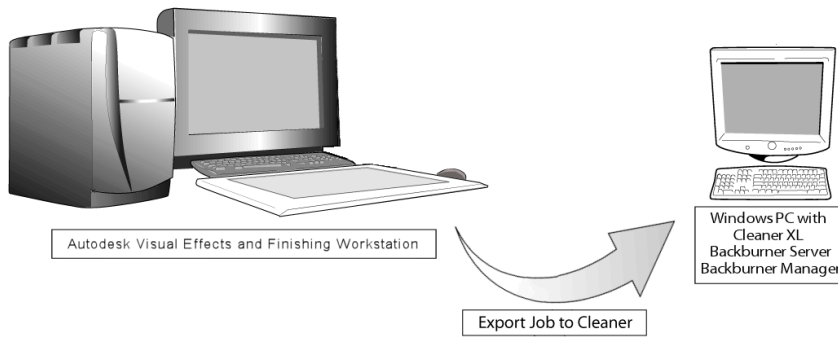 Autodesk Visual Effects and Finishing Workstation
Windows PC with
Cleaner XL
Backburner Server
Backburner Manager
Export Job to Cleaner